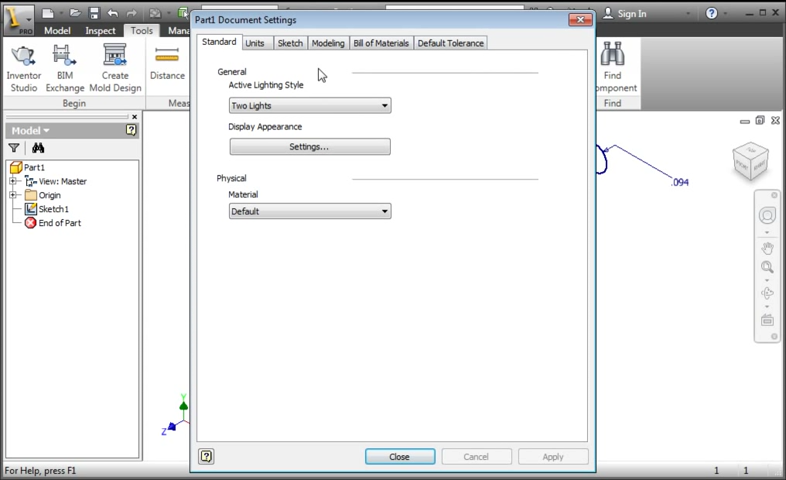 Part1 Document Settings
Sign In
PRO
Model Inspect Tools
Standard Units Sketch Modeling Bill of Materials Default Tolerance
Inventor Studio
BIM Exchange
Create Mold Design
Distance
Begin
Find
Find
General
Active Lighting Style
Two Lights
Display Appearance
Settings...
Physical
Material
Default
Model
Part1
View: Master
Origin
Sketch1
End of Part
.094
Y
Z
Close Cancel Apply
For Help, press F1
1 1